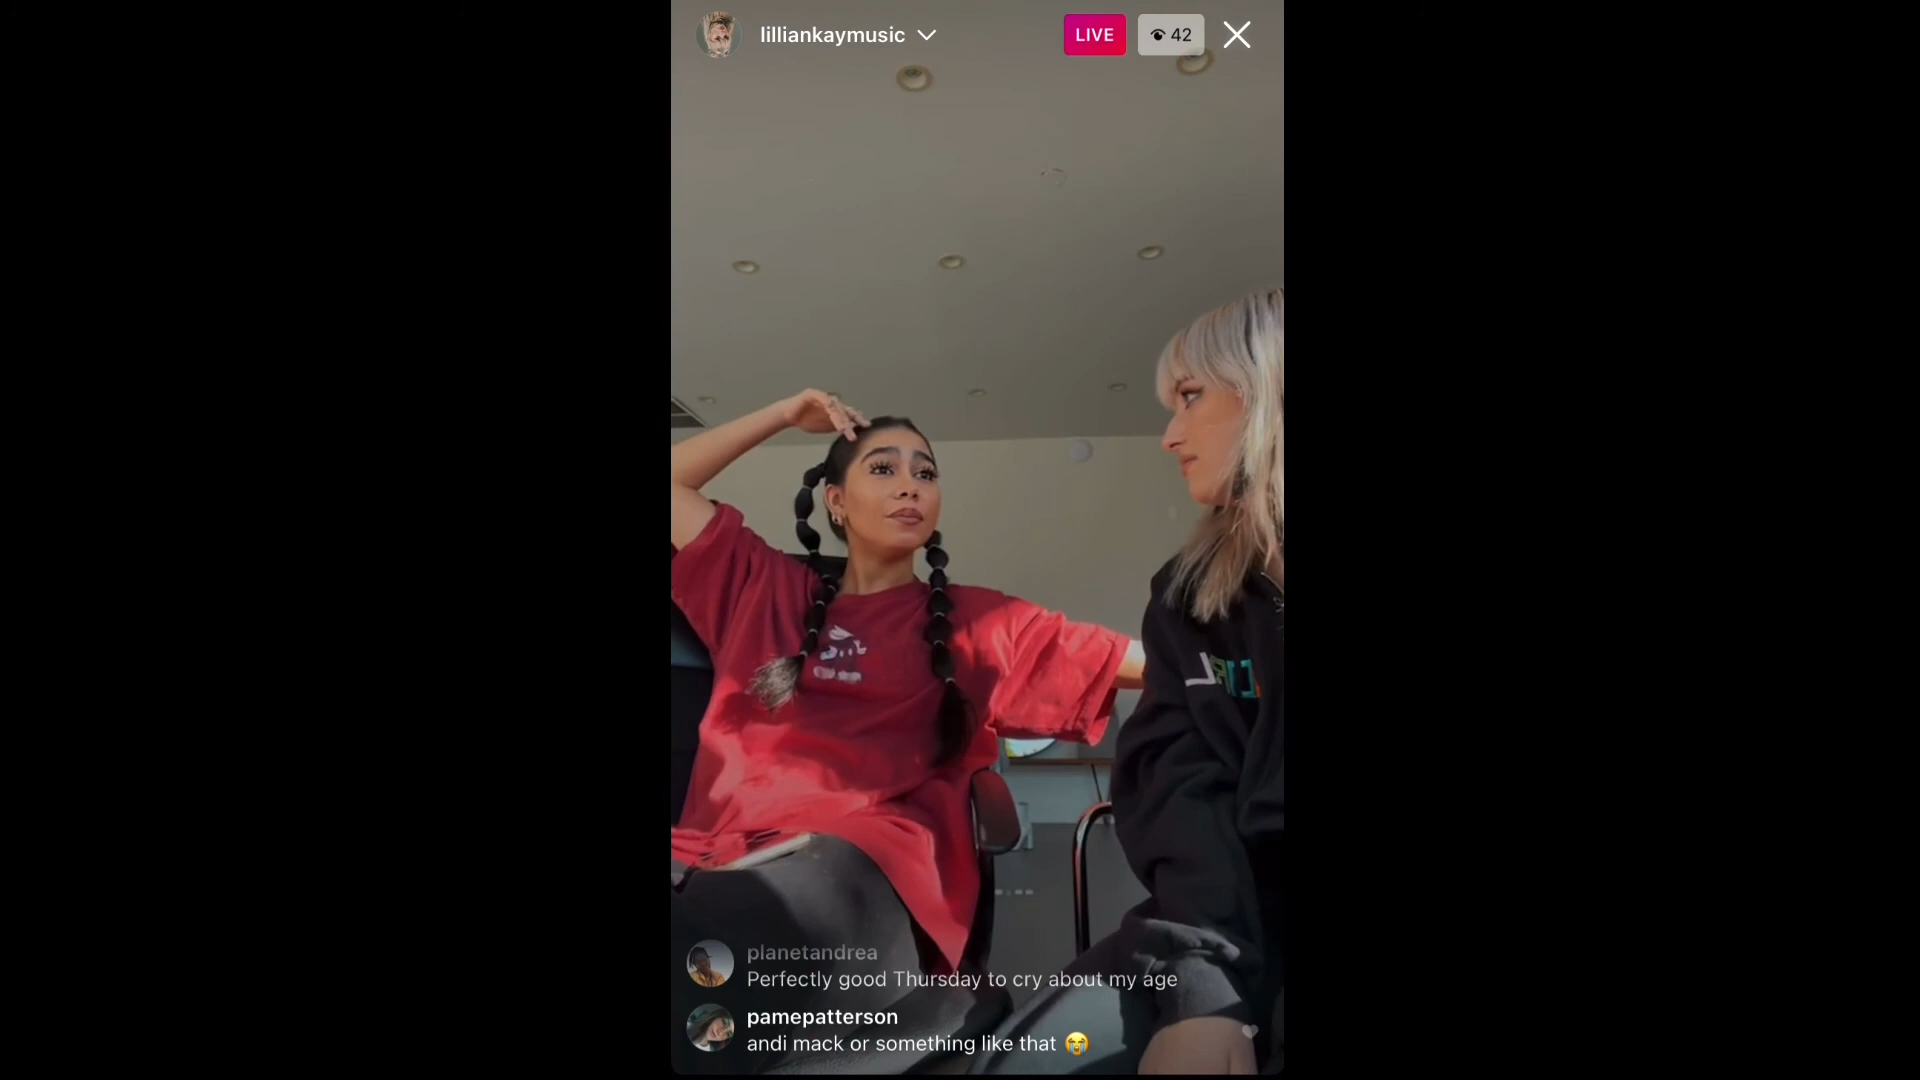 lilliankaymusic
LIVE
42
planetandrea
Perfectly good Thursday to cry about my age
pamepatterson
andi mack or something like that 😭